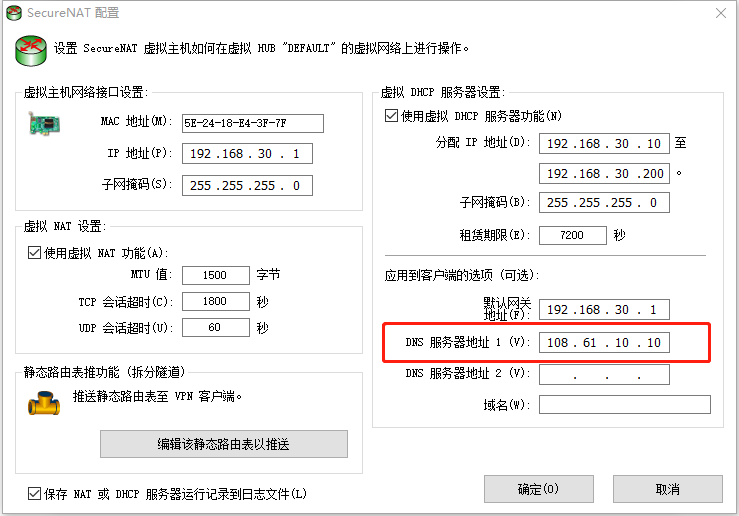 SecureNAT 配置
设置 SecureNAT 虚拟主机如何在虚拟 HUB "DEFAULT" 的虚拟网络上进行操作。
虚拟主机网络接口设置:
MAC 地址(M): 5E-24-18-E4-3F-7F
IP 地址(P): 192 .168 . 30 . 1
子网掩码(S): 255 .255 .255 . 0
虚拟 NAT 设置:
使用虚拟 NAT 功能(A):
MTU 值: 1500 字节
TCP 会话超时(C): 1800 秒
UDP 会话超时(U): 60 秒
静态路由表推功能 (拆分隧道)
推送静态路由表至 VPN 客户端。
编辑该静态路由表以推送
保存 NAT 或 DHCP 服务器运行记录到日志文件(L)
虚拟 DHCP 服务器设置:
使用虚拟 DHCP 服务器功能(N)
分配 IP 地址(D): 192 .168 . 30 . 10 至
192 .168 . 30 .200 。
子网掩码(B): 255 .255 .255 . 0
租赁期限(E): 7200 秒
应用到客户端的选项 (可选):
默认网关
地址(F): 192 .168 . 30 . 1
DNS 服务器地址 1 (V): 108 . 61 . 10 . 10
DNS 服务器地址 2 (V): . . .
域名(W):
确定(O)
取消